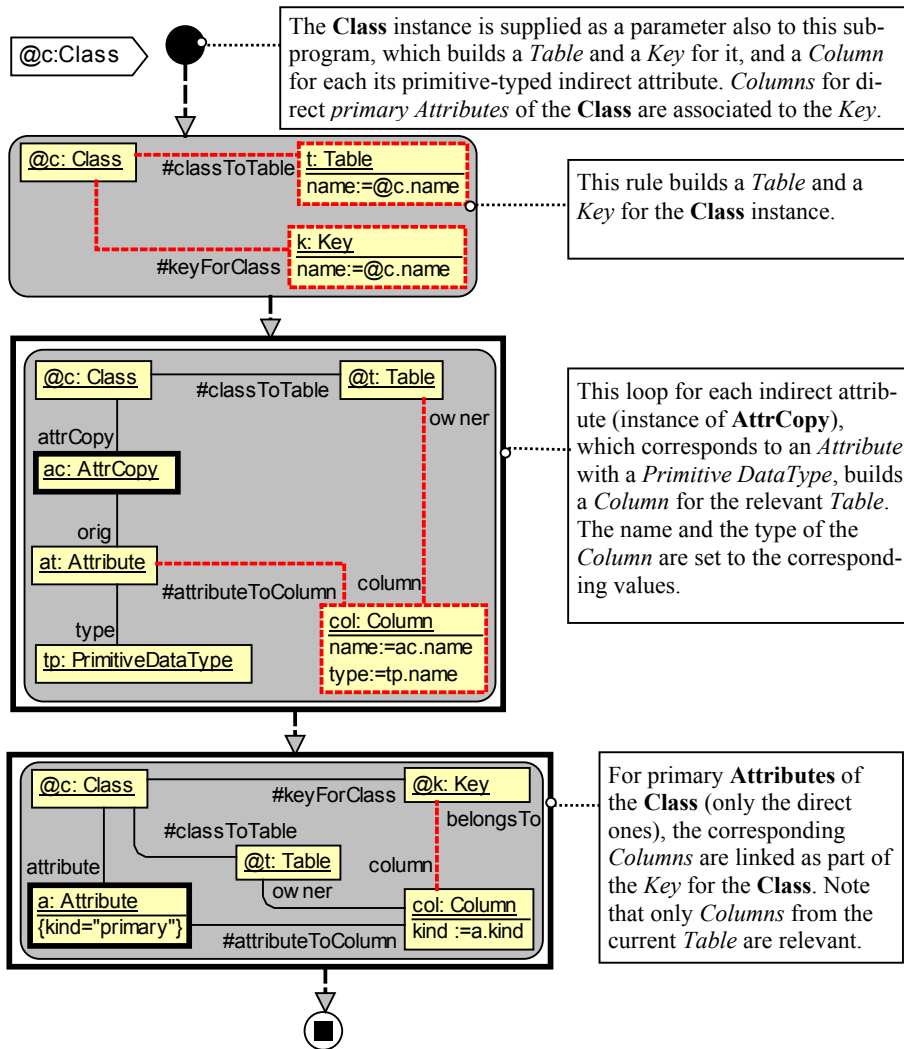 The Class instance is supplied as a parameter also to this sub-
program, which builds a Table and a Key for it, and a Column
for each its primitive-typed indirect attribute. Columns for di-
rect primary Attributes of the Class are associated to the Key.
@c:Class
@c: Class
#classToTable
t: Table
name:=@c.name
#keyForClass
k: Key
name:=@c.name
This rule builds a Table and a
Key for the Class instance.
@c: Class
#classToTable
@t: Table
ow ner
attrCopy
ac: AttrCopy
orig
at: Attribute
#attributeToColumn
column
type
tp: PrimitiveDataType
col: Column
name:=ac.name
type:=tp.name
This loop for each indirect attrib-
ute (instance of AttrCopy),
which corresponds to an Attribute
with a Primitive DataType, builds
a Column for the relevant Table.
The name and the type of the
Column are set to the correspond-
ing values.
@c: Class
#keyForClass
@k: Key
belongsTo
#classToTable
attribute
@t: Table
column
ow ner
a: Attribute
{kind="primary"}
#attributeToColumn
col: Column
kind :=a.kind
For primary Attributes of
the Class (only the direct
ones), the corresponding
Columns are linked as part of
the Key for the Class. Note
that only Columns from the
current Table are relevant.